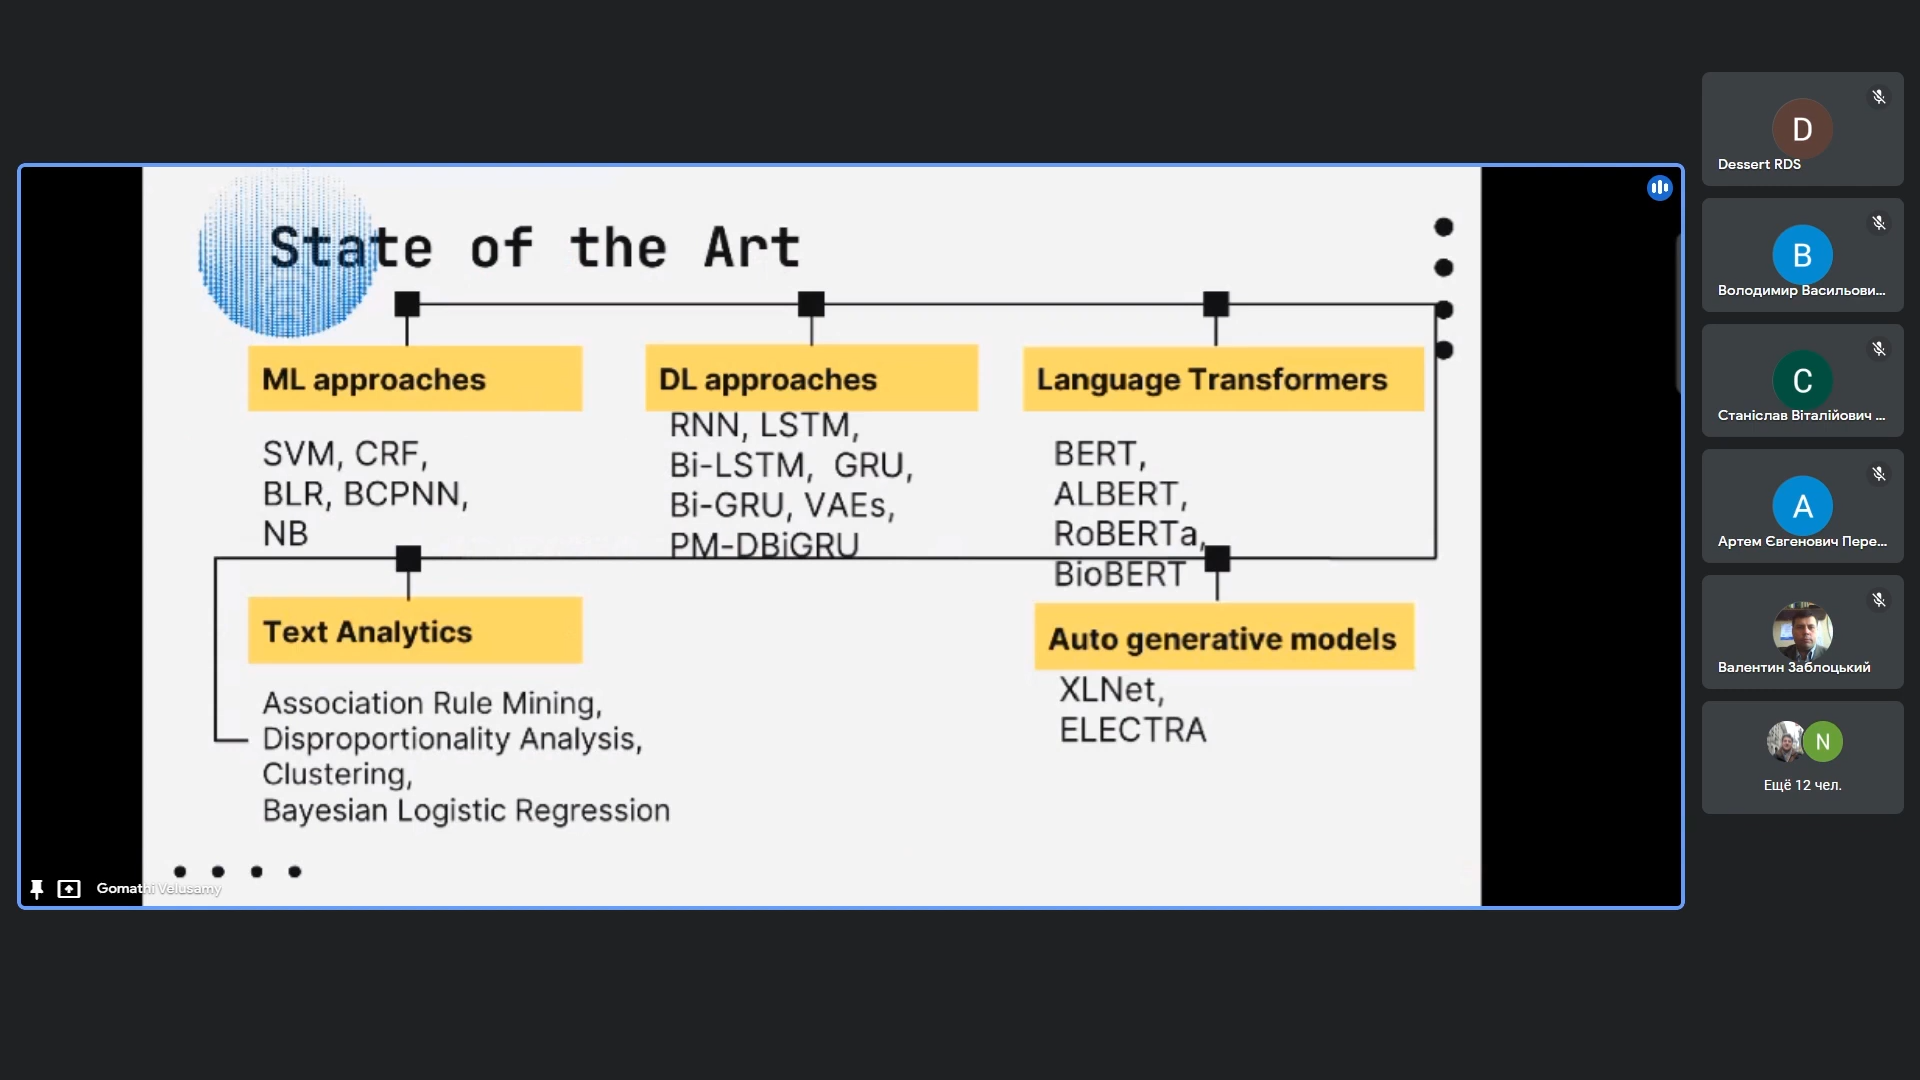 State of the Art
ML approaches
SVM, CRF,
BLR, BCPNN,
NB
DL approaches
RNN, LSTM,
Bi-LSTM, GRU,
Bi-GRU, VAEs,
PM-DBiGRU
Language Transformers
BERT,
ALBERT,
RoBERTa,
BioBERT
Text Analytics
Association Rule Mining,
Disproportionality Analysis,
Clustering,
Bayesian Logistic Regression
Auto generative models
XLNet,
ELECTRA
Gomathi Velusamy
D
Dessert RDS
В
Володимир Васильови...
С
Станіслав Віталійович ...
А
Артем Євгенович Пере...
Валентин Заблоцький
N
Ещё 12 чел.